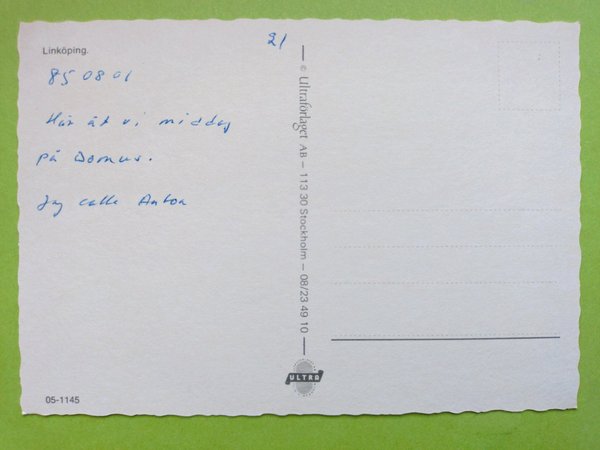 Linköping.
21
85 08 01
Här åt vi middag
på Domus.
Jag calle Anton
© Ultraförlaget AB – 113 30 Stockholm – 08/23 49 10
ULTRA
05-1145